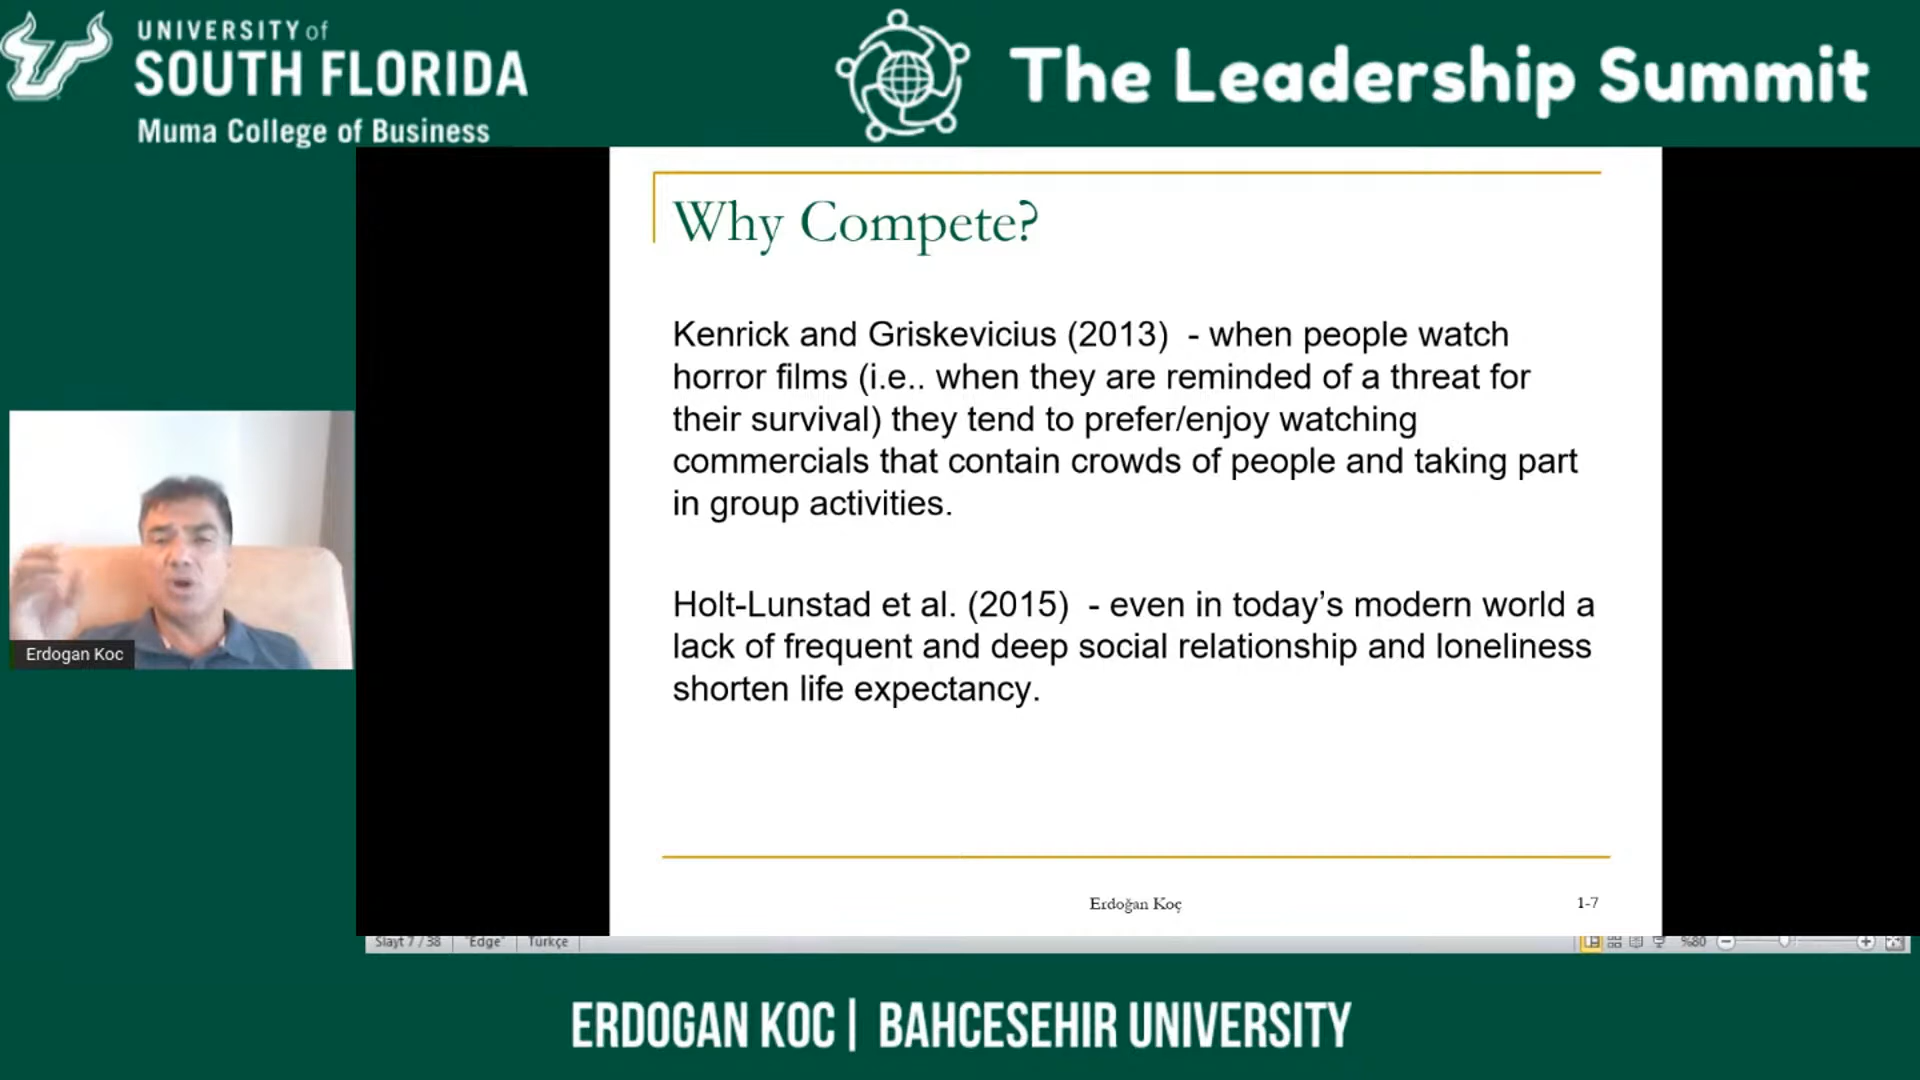 UNIVERSITY of
SOUTH FLORIDA
Muma College of Business
The Leadership Summit
Why Compete?
Kenrick and Griskevicius (2013) - when people watch
horror films (i.e.. when they are reminded of a threat for
their survival) they tend to prefer/enjoy watching
commercials that contain crowds of people and taking part
in group activities.
Holt-Lunstad et al. (2015) - even in today’s modern world a
lack of frequent and deep social relationship and loneliness
shorten life expectancy.
Erdoğan Koç
1-7
Erdogan Koc
Slayt 7 / 38
"Edge"
Türkçe
%80
ERDOGAN KOC | BAHCESEHIR UNIVERSITY